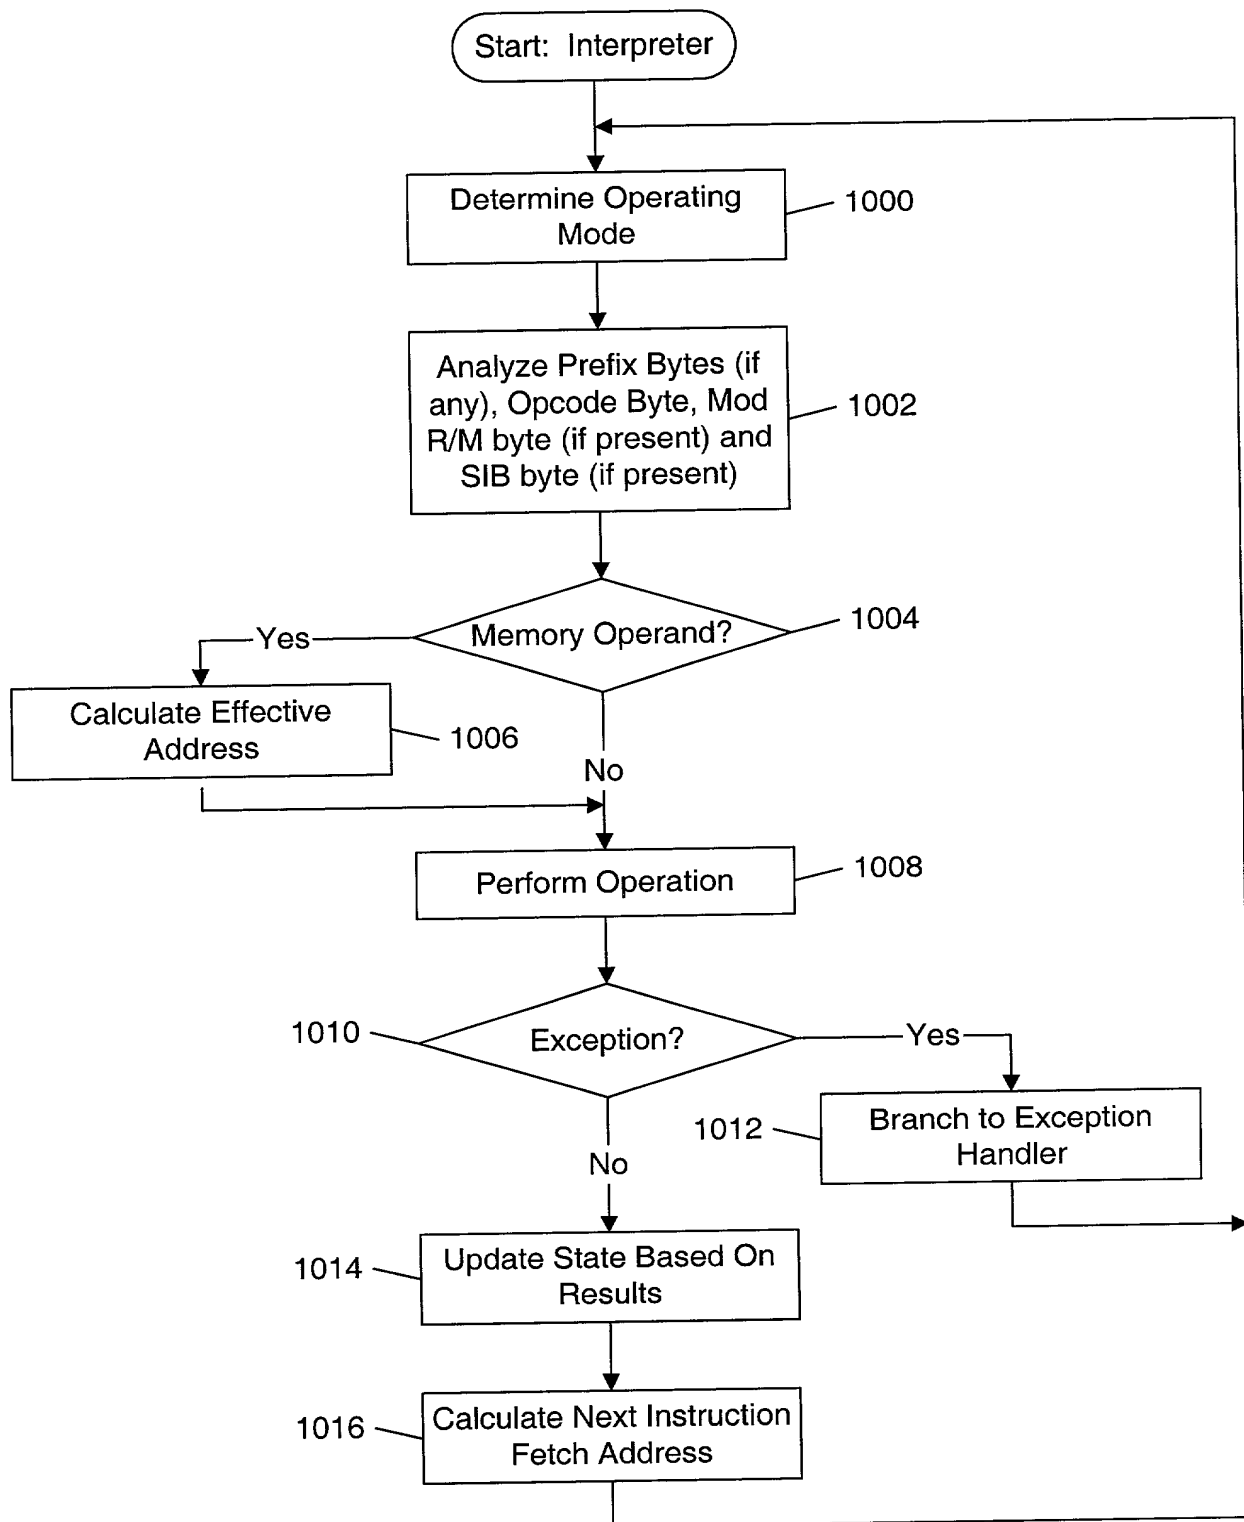 Start: Interpreter
Determine Operating
Mode
1000
Analyze Prefix Bytes (if
any), Opcode Byte, Mod
R/M byte (if present) and
SIB byte (if present)
1002
Memory Operand?
1004
Yes
Calculate Effective
Address
1006
No
Perform Operation
1008
1010
Exception?
Yes
1012
Branch to Exception
Handler
No
1014
Update State Based On
Results
1016
Calculate Next Instruction
Fetch Address